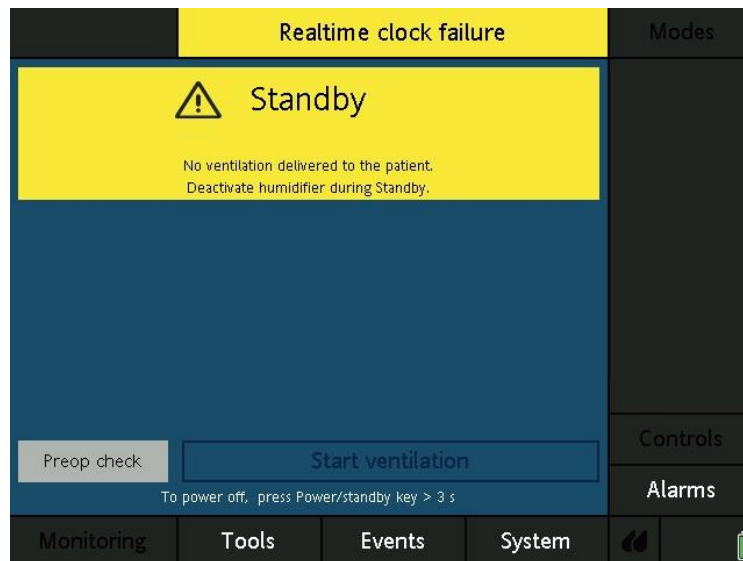 Realtime clock failure
Modes
Standby
No ventilation delivered to the patient.
Deactivate humidifier during Standby.
Controls
Preop check
Start ventilation
Alarms
To power off, press Power/standby key > 3 s
Monitoring
Tools
Events
System